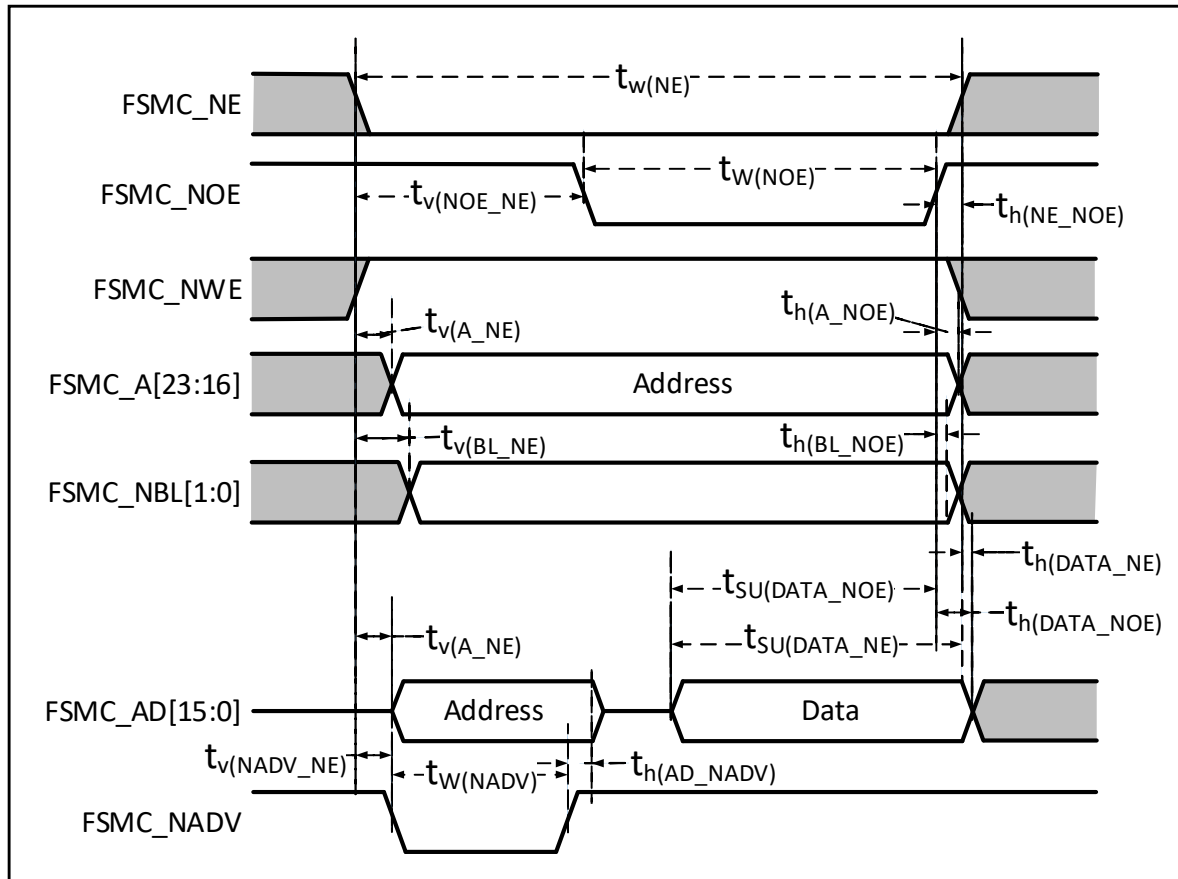 t_w(NE)
FSMC_NE
t_W(NOE)
FSMC_NOE
t_v(NOE_NE)
t_h(NE_NOE)
FSMC_NWE
t_v(A_NE)
t_h(A_NOE)
FSMC_A[23:16]
Address
t_v(BL_NE)
t_h(BL_NOE)
FSMC_NBL[1:0]
t_h(DATA_NE)
t_SU(DATA_NOE)
t_h(DATA_NOE)
t_v(A_NE)
t_SU(DATA_NE)
FSMC_AD[15:0]
Address
Data
t_v(NADV_NE)
t_W(NADV)
t_h(AD_NADV)
FSMC_NADV